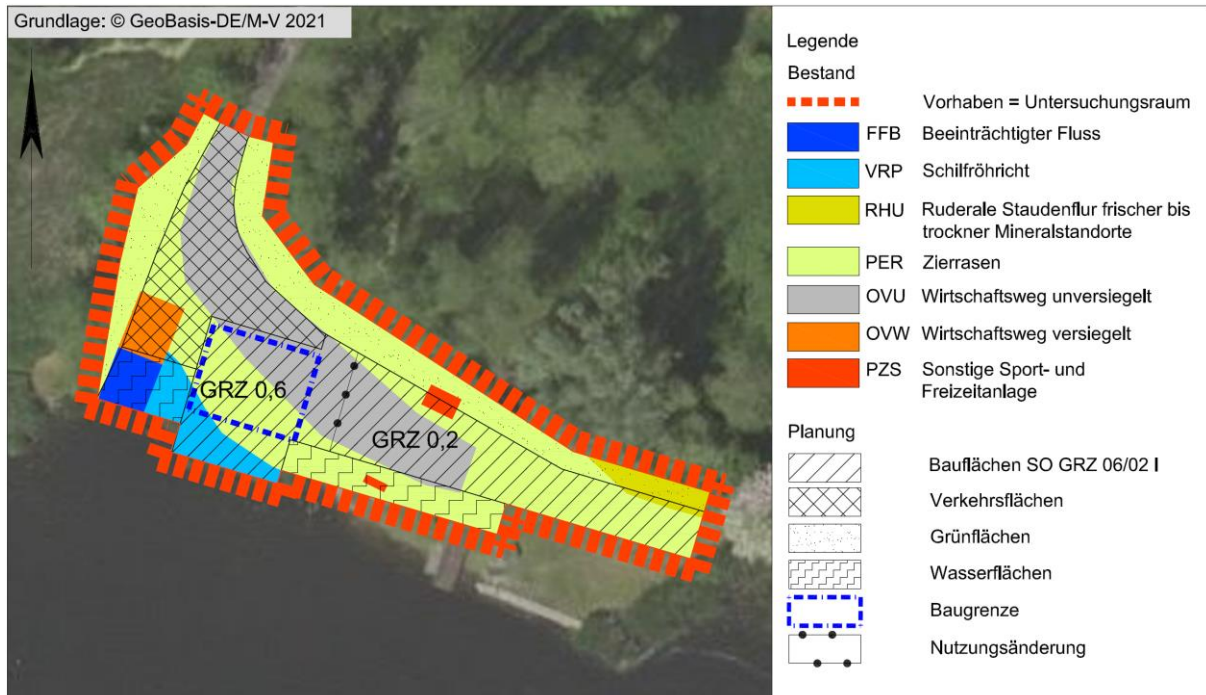 Grundlage: © GeoBasis-DE/M-V 2021
GRZ 0,6
GRZ 0,2
Legende
Bestand
Vorhaben = Untersuchungsraum
FFB Beeinträchtigter Fluss
VRP Schilfröhricht
RHU Ruderale Staudenflur frischer bis
trockner Mineralstandorte
PER Zierrasen
OVU Wirtschaftsweg unversiegelt
OVW Wirtschaftsweg versiegelt
PZS Sonstige Sport- und
Freizeitanlage
Planung
Bauflächen SO GRZ 06/02 I
Verkehrsflächen
Grünflächen
Wasserflächen
Baugrenze
Nutzungsänderung